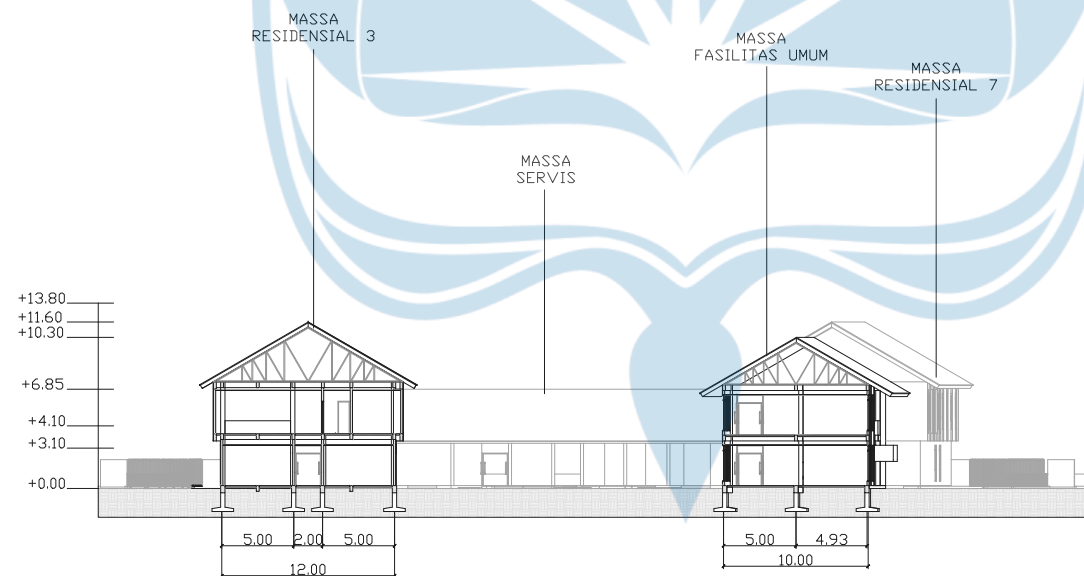 MASSA
RESIDENSIAL 3
MASSA
FASILITAS UMUM
MASSA
RESIDENSIAL 7
MASSA
SERVIS
+13.80
+11.60
+10.30
+6.85
+4.10
+3.10
+0.00
5.00 2.00 5.00
12.00
5.00 4.93
10.00